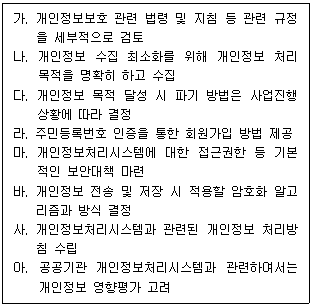 가. 개인정보보호 관련 법령 및 지침 등 관련 규정
을 세부적으로 검토
나. 개인정보 수집 최소화를 위해 개인정보 처리
목적을 명확히 하고 수집
다. 개인정보 목적 달성 시 파기 방법은 사업진행
상황에 따라 결정
라. 주민등록번호 인증을 통한 회원가입 방법 제공
마. 개인정보처리시스템에 대한 접근권한 등 기본
적인 보안대책 마련
바. 개인정보 전송 및 저장 시 적용할 암호화 알고
리즘과 방식 결정
사. 개인정보처리시스템과 관련된 개인정보 처리방
침 수립
아. 공공기관 개인정보처리시스템과 관련하여서는
개인정보 영향평가 고려